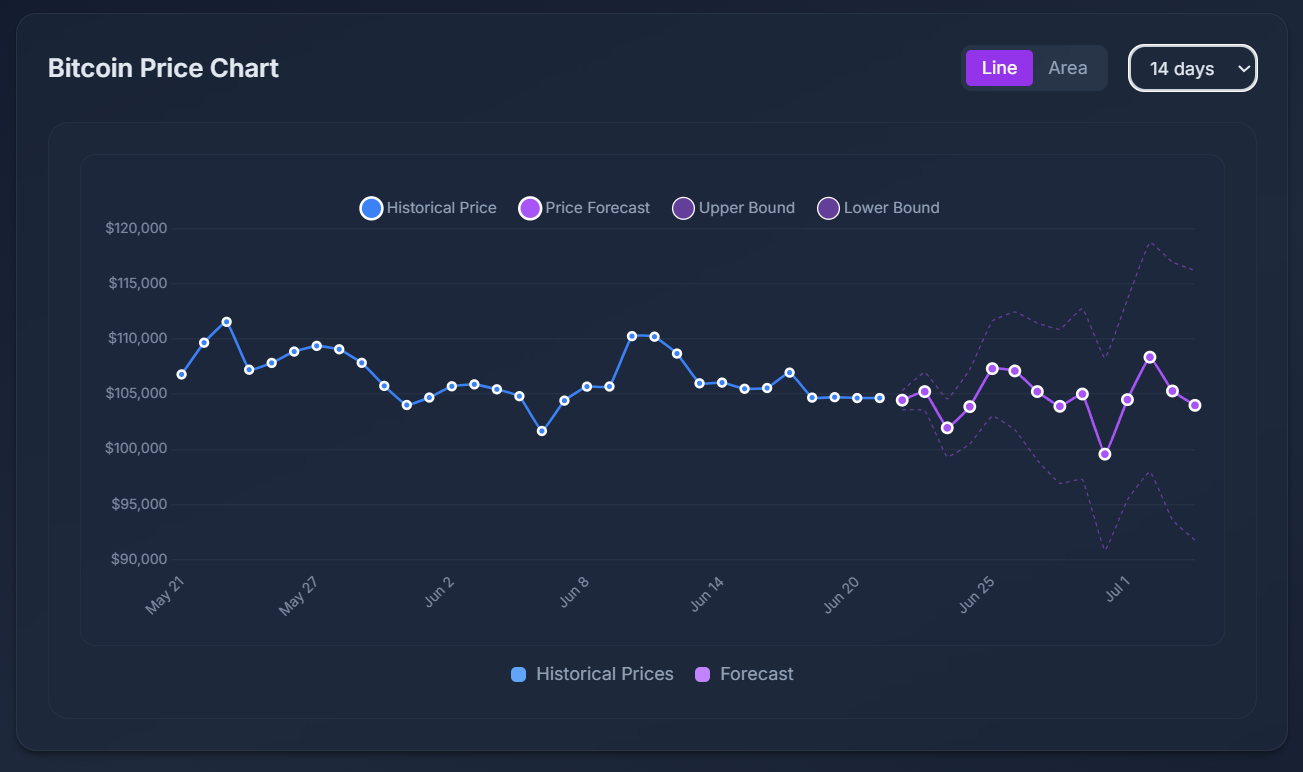 Bitcoin Price Chart
Line Area 14 days
Historical Price Price Forecast Upper Bound Lower Bound
$120,000
$115,000
$110,000
$105,000
$100,000
$95,000
$90,000
May 21 May 27 Jun 2 Jun 8 Jun 14 Jun 20 Jun 25 Jul 1
Historical Prices Forecast